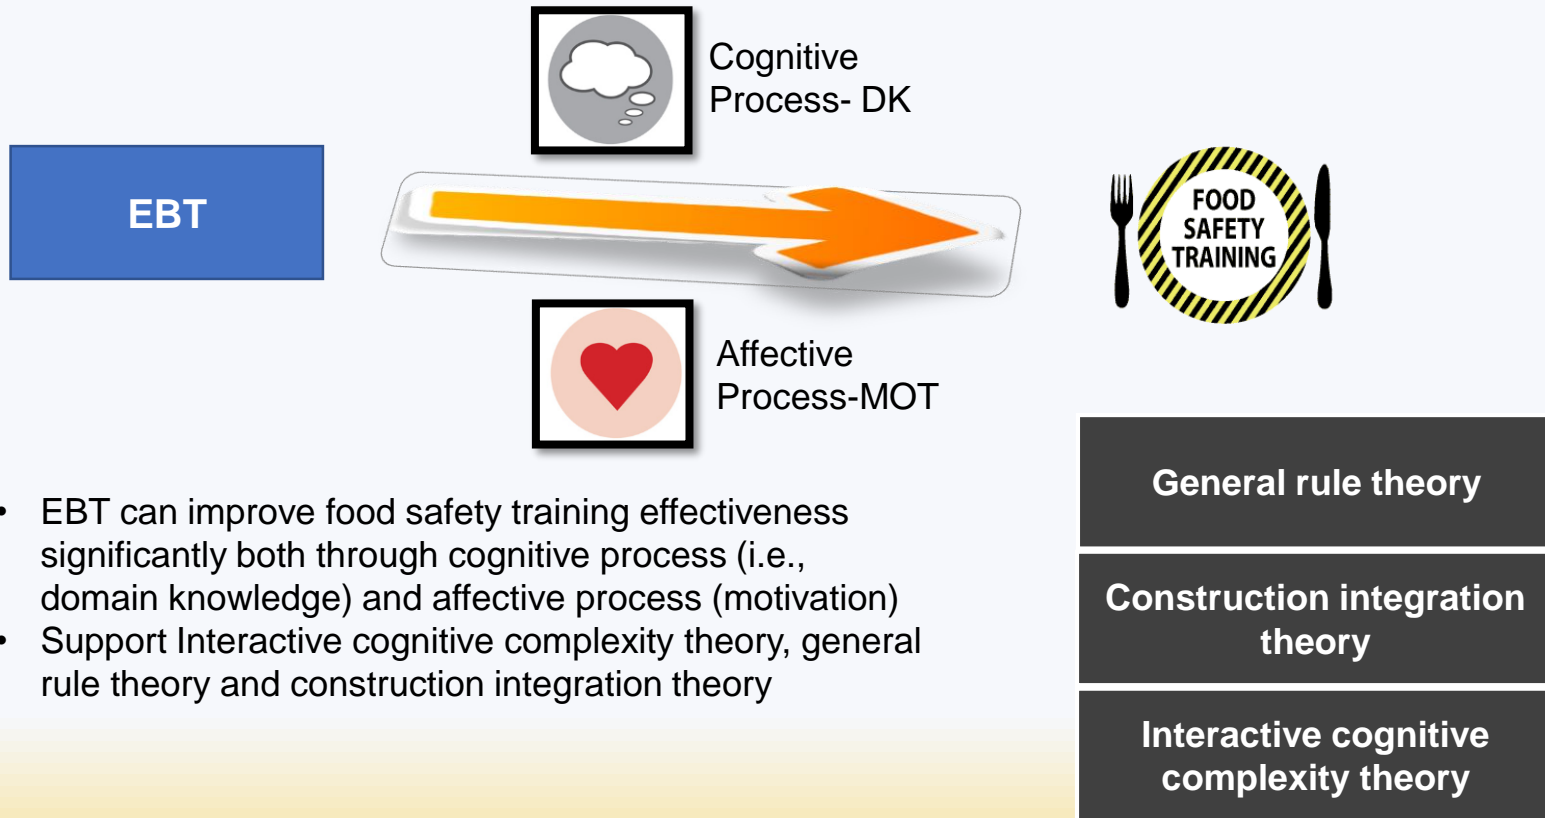 Cognitive
Process- DK
EBT
FOOD
SAFETY
TRAINING
Affective
Process-MOT
• EBT can improve food safety training effectiveness
significantly both through cognitive process (i.e.,
domain knowledge) and affective process (motivation)
• Support Interactive cognitive complexity theory, general
rule theory and construction integration theory
General rule theory
Construction integration
theory
Interactive cognitive
complexity theory